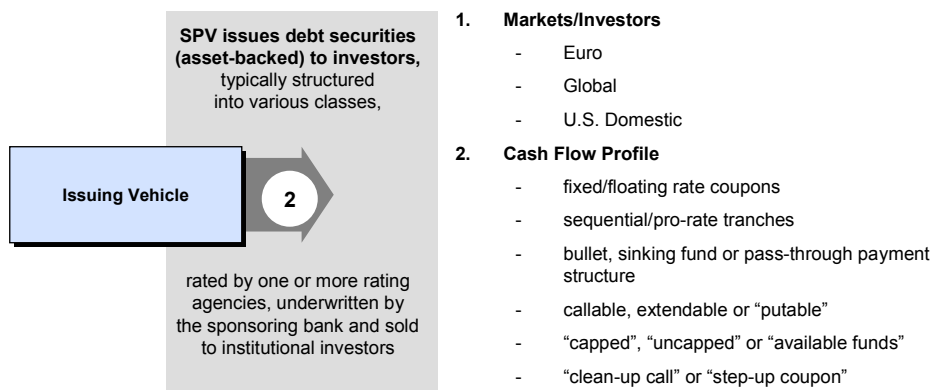 SPV issues debt securities
(asset-backed) to investors,
typically structured
into various classes,
Issuing Vehicle
2
rated by one or more rating
agencies, underwritten by
the sponsoring bank and sold
to institutional investors
1. Markets/Investors
- Euro
- Global
- U.S. Domestic
2. Cash Flow Profile
- fixed/floating rate coupons
- sequential/pro-rate tranches
- bullet, sinking fund or pass-through payment
structure
- callable, extendable or “putable”
- “capped”, “uncapped” or “available funds”
- “clean-up call” or “step-up coupon”